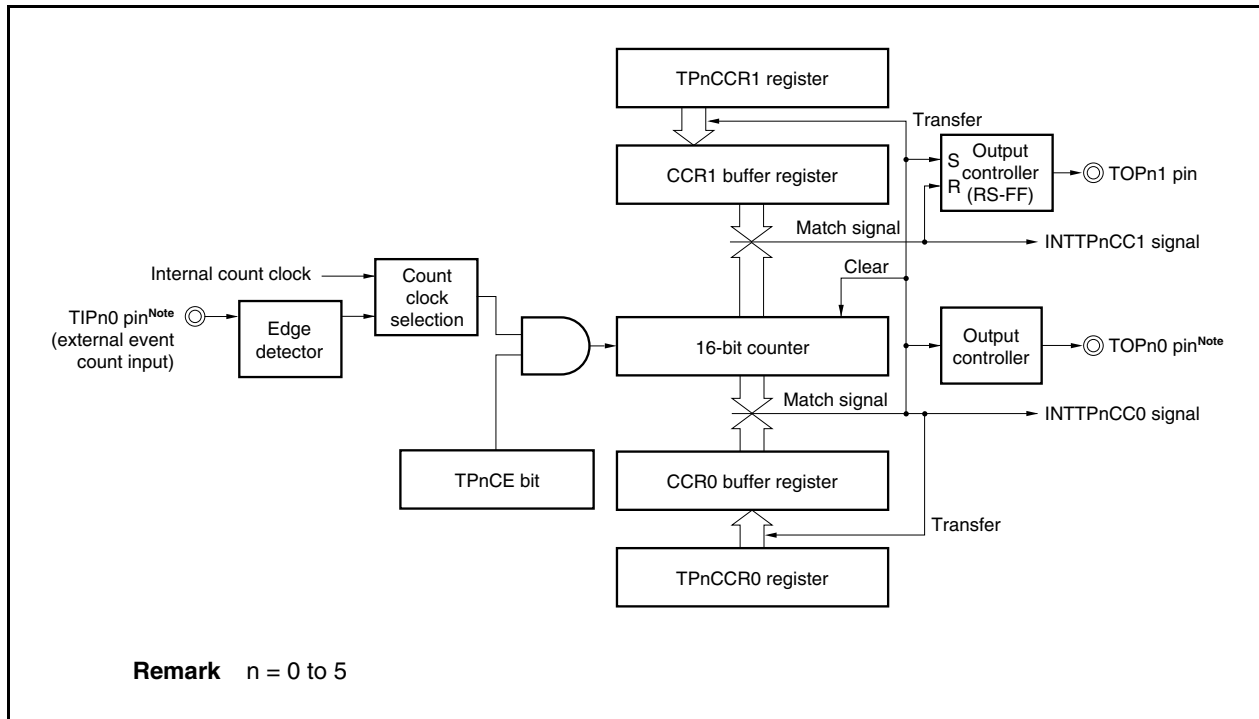 TPnCCR1 register
Transfer
CCR1 buffer register
S
R
Output
controller
(RS-FF)
TOPn1 pin
Match signal
INTTPnCC1 signal
Internal count clock
Count
clock
selection
Clear
TIPn0 pinNote
(external event
count input)
Edge
detector
16-bit counter
Output
controller
TOPn0 pinNote
Match signal
INTTPnCC0 signal
TPnCE bit
CCR0 buffer register
Transfer
TPnCCR0 register
Remark n = 0 to 5